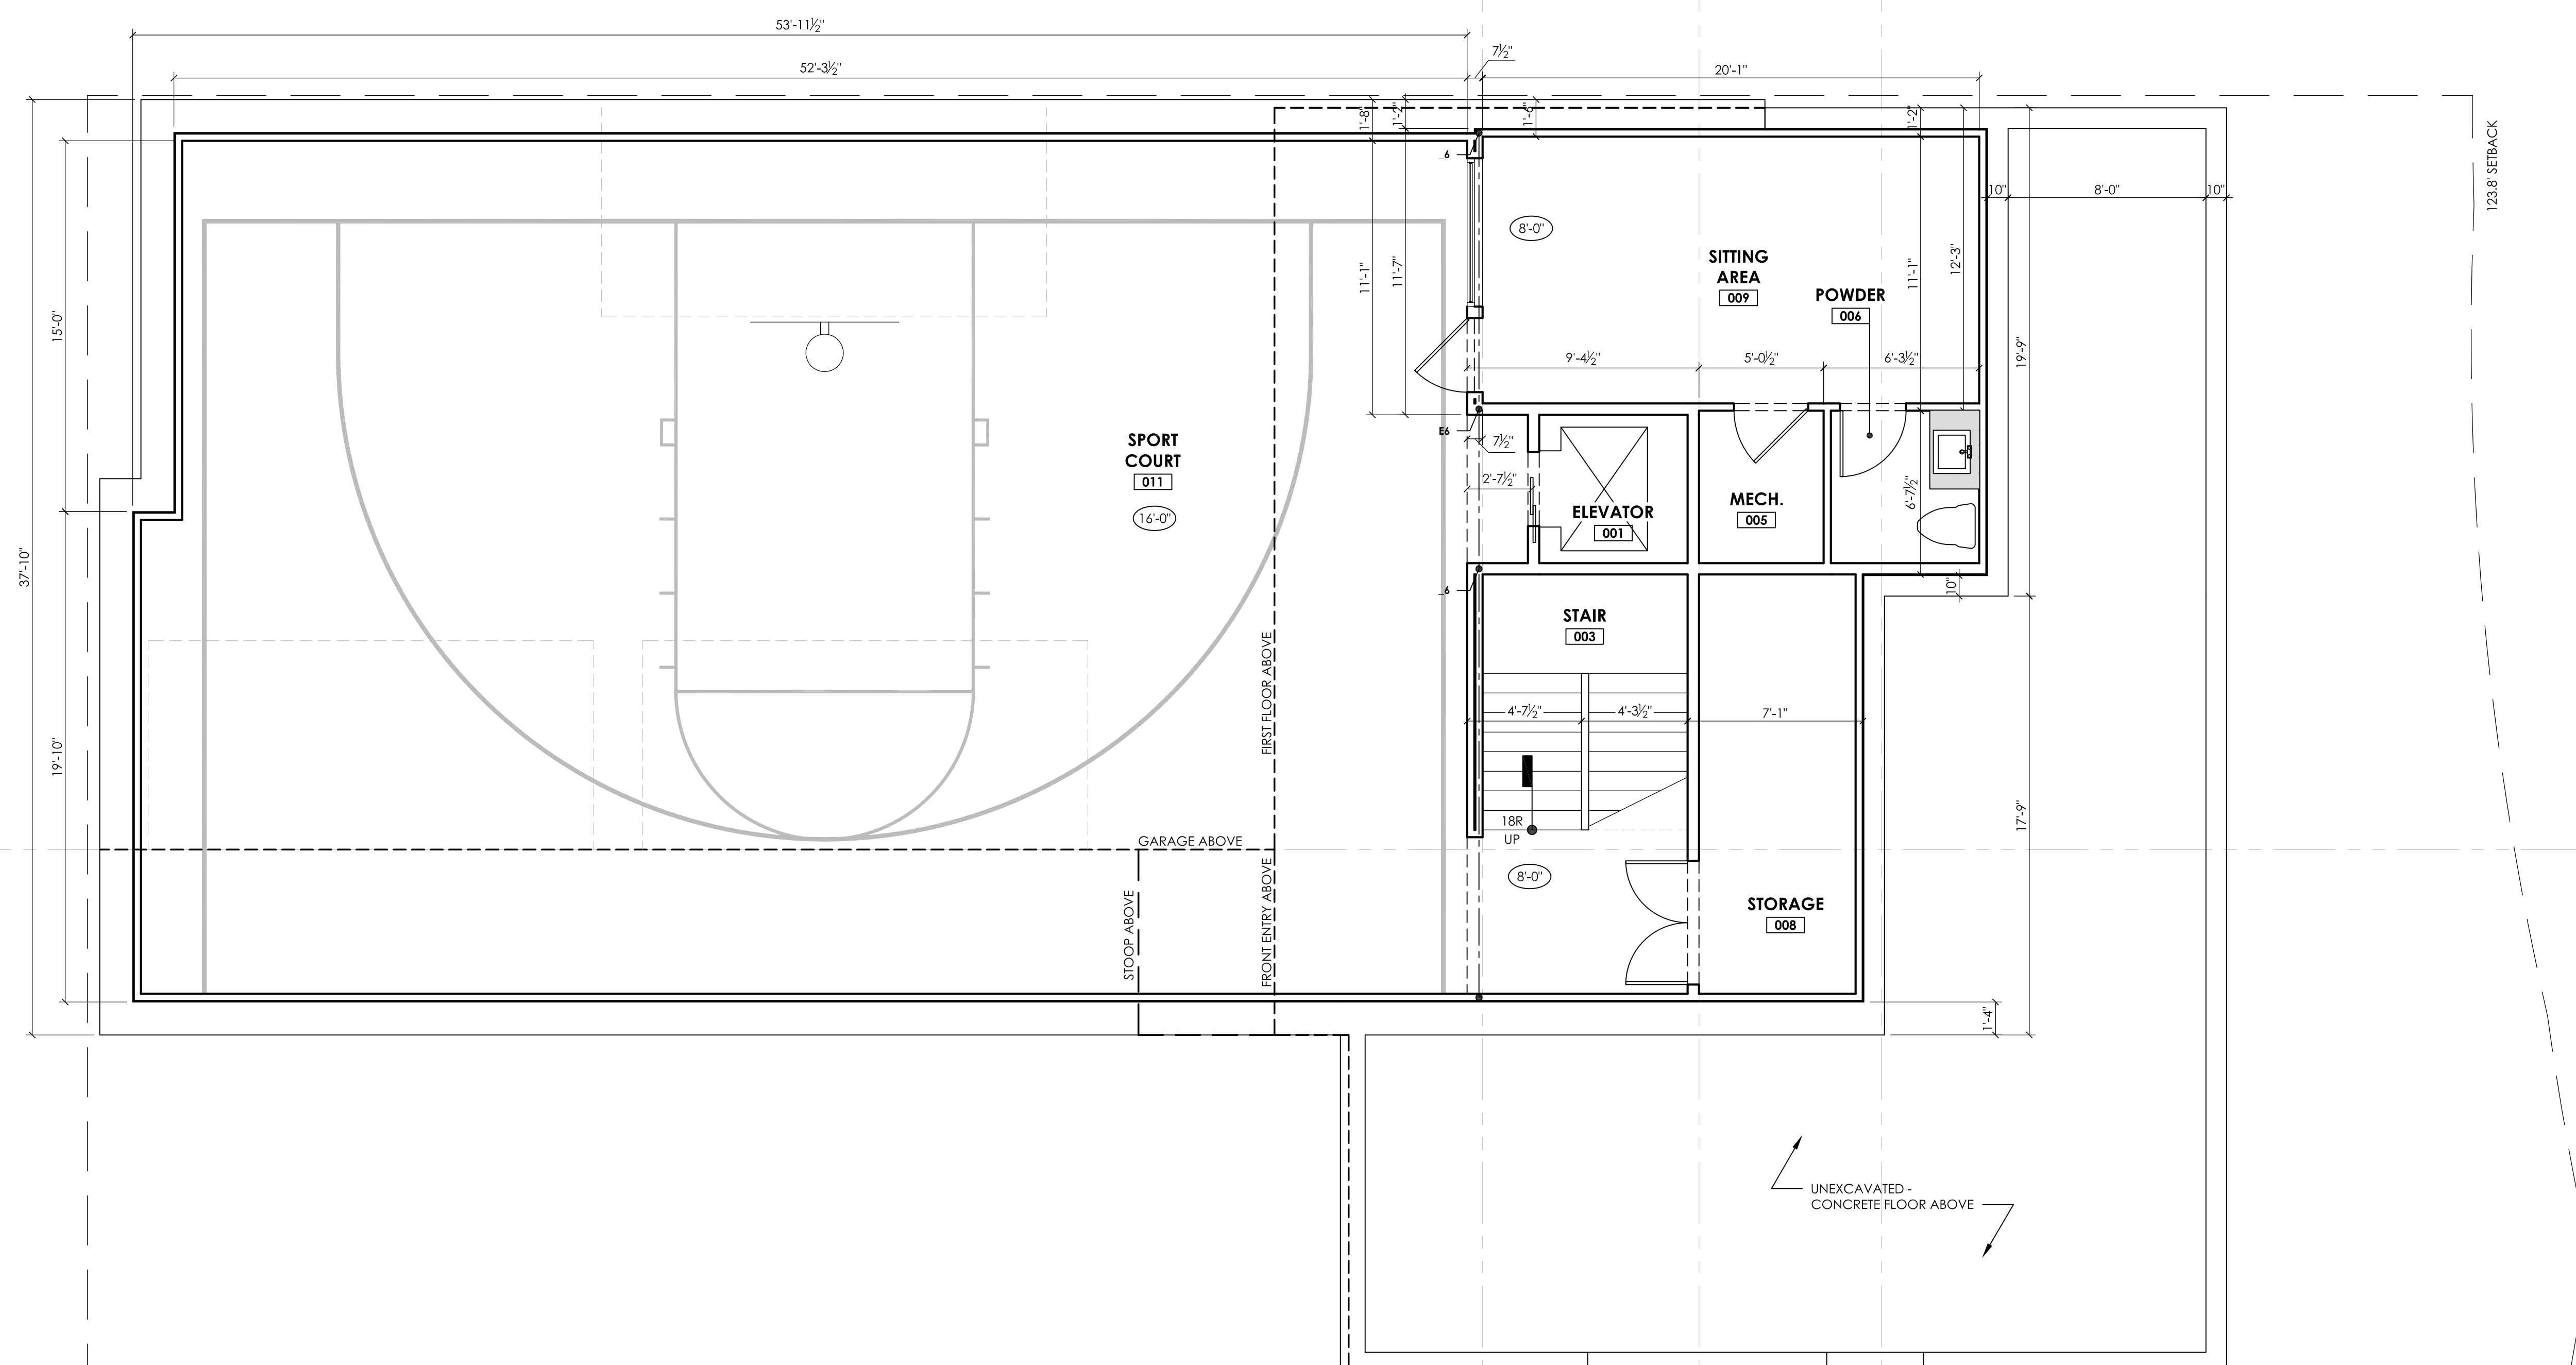 53'-11½"
7½"
52'-3½"
20'-1"
1'-8"
1'-2"
1'-6"
1'-2"
123.8' SETBACK
_6
10"
8'-0"
10"
8'-0"
SITTING
AREA
009
POWDER
006
11'-1"
11'-7"
11'-1"
12'-3"
15'-0"
9'-4½"
5'-0½"
6'-3½"
19'-9"
E6
7½"
SPORT
COURT
011
16'-0"
2'-7½"
ELEVATOR
001
MECH.
005
6'-7½"
37'-10"
_6
10"
STAIR
003
FIRST FLOOR ABOVE
4'-7½"
4'-3½"
7'-1"
19'-10"
17'-9"
18R
UP
GARAGE ABOVE
8'-0"
STOOP ABOVE
FRONT ENTRY ABOVE
STORAGE
008
1'-4"
UNEXCAVATED -
CONCRETE FLOOR ABOVE